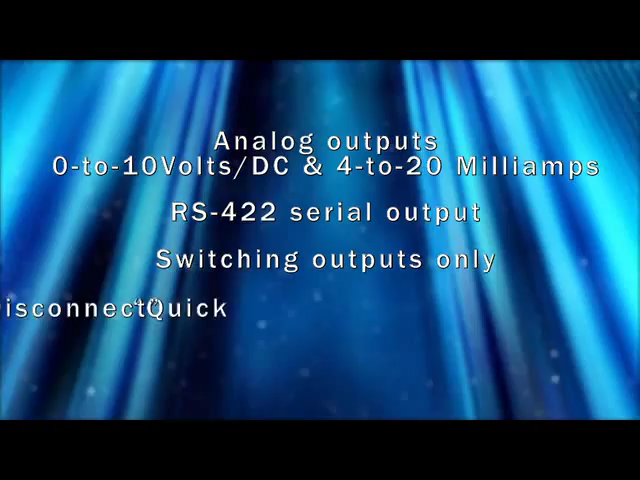 Analog outputs
0-to-10Volts/DC & 4-to-20 Milliamps
RS-422 serial output
Switching outputs only
isconnectQuick